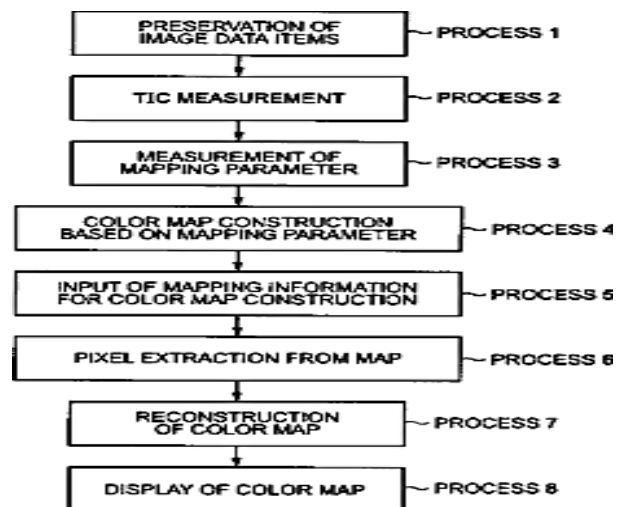 PRESERVATION OF
IMAGE DATA ITEMS
PROCESS 1
TIC MEASUREMENT
PROCESS 2
MEASUREMENT OF
MAPPING PARAMETER
PROCESS 3
COLOR MAP CONSTRUCTION
BASED ON MAPPING PARAMETER
PROCESS 4
INPUT OF MAPPING INFORMATION
FOR COLOR MAP CONSTRUCTION
PROCESS 5
PIXEL EXTRACTION FROM MAP
PROCESS 6
RECONSTRUCTION
OF COLOR MAP
PROCESS 7
DISPLAY OF COLOR MAP
PROCESS 8